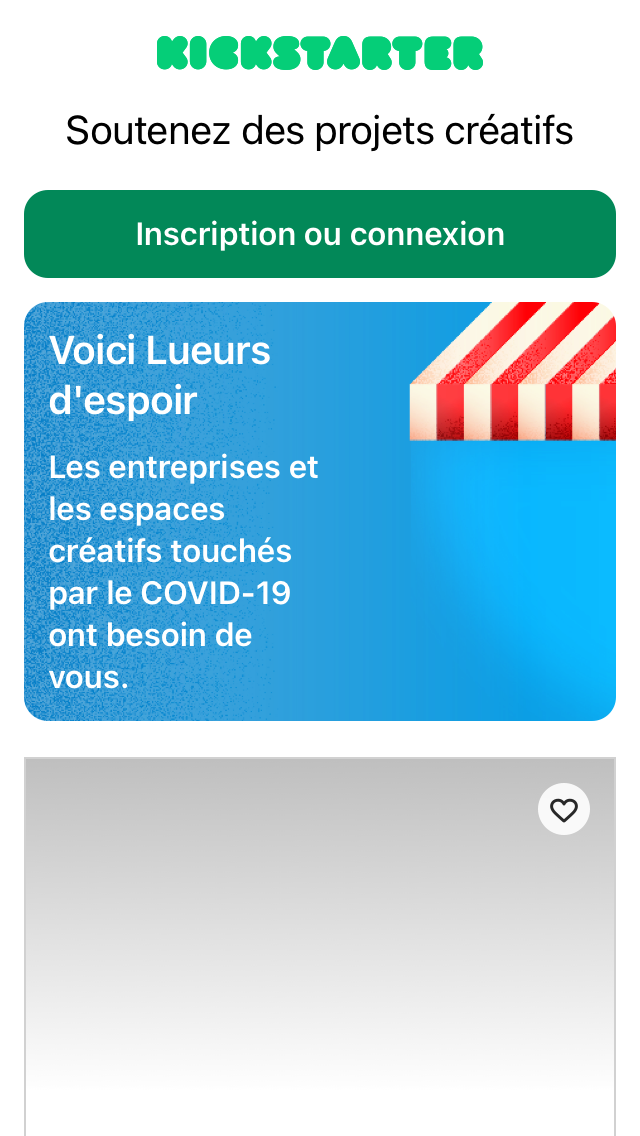 KICKSTARTER
Soutenez des projets créatifs
Inscription ou connexion
Voici Lueurs
d'espoir
Les entreprises et
les espaces
créatifs touchés
par le COVID-19
ont besoin de
vous.